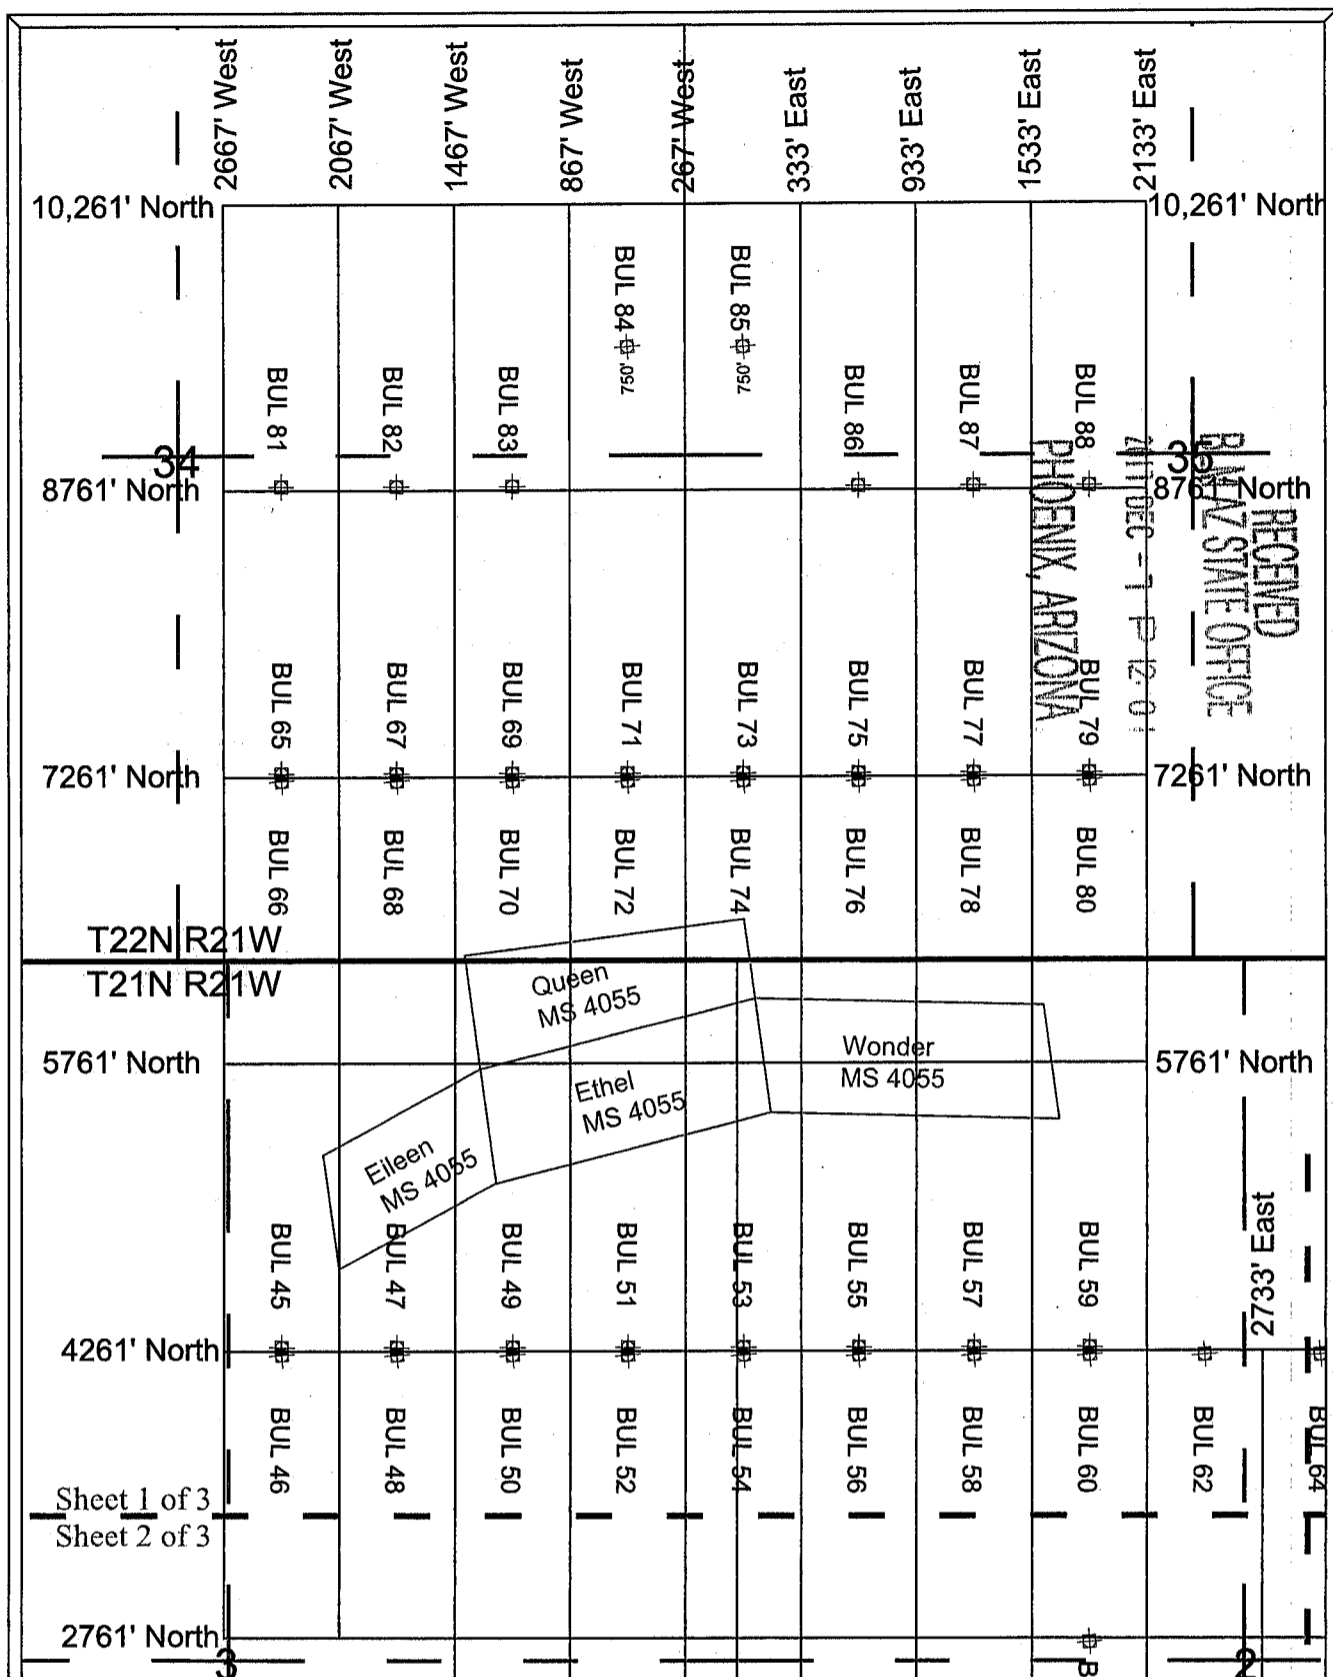 2667' West
2067' West
1467' West
867' West
267' West
333' East
933' East
1533' East
2133' East
10,261' North
10,261' North
BUL 84
750'
BUL 85
750'
BUL 81
BUL 82
BUL 83
BUL 86
BUL 87
BUL 88
34
35
8761' North
8761' North
RECEIVED
BLM AZ STATE OFFICE
2011 DEC -7 P 12:01
PHOENIX, ARIZONA
BUL 65
BUL 67
BUL 69
BUL 71
BUL 73
BUL 75
BUL 77
BUL 79
7261' North
7261' North
BUL 66
BUL 68
BUL 70
BUL 72
BUL 74
BUL 76
BUL 78
BUL 80
T22N R21W
T21N R21W
Queen
MS 4055
5761' North
Wonder
MS 4055
5761' North
Ethel
MS 4055
Eileen
MS 4055
2733' East
BUL 45
BUL 47
BUL 49
BUL 51
BUL 53
BUL 55
BUL 57
BUL 59
4261' North
BUL 46
BUL 48
BUL 50
BUL 52
BUL 54
BUL 56
BUL 58
BUL 60
BUL 62
BUL 64
Sheet 1 of 3
Sheet 2 of 3
2761' North
3
2
B